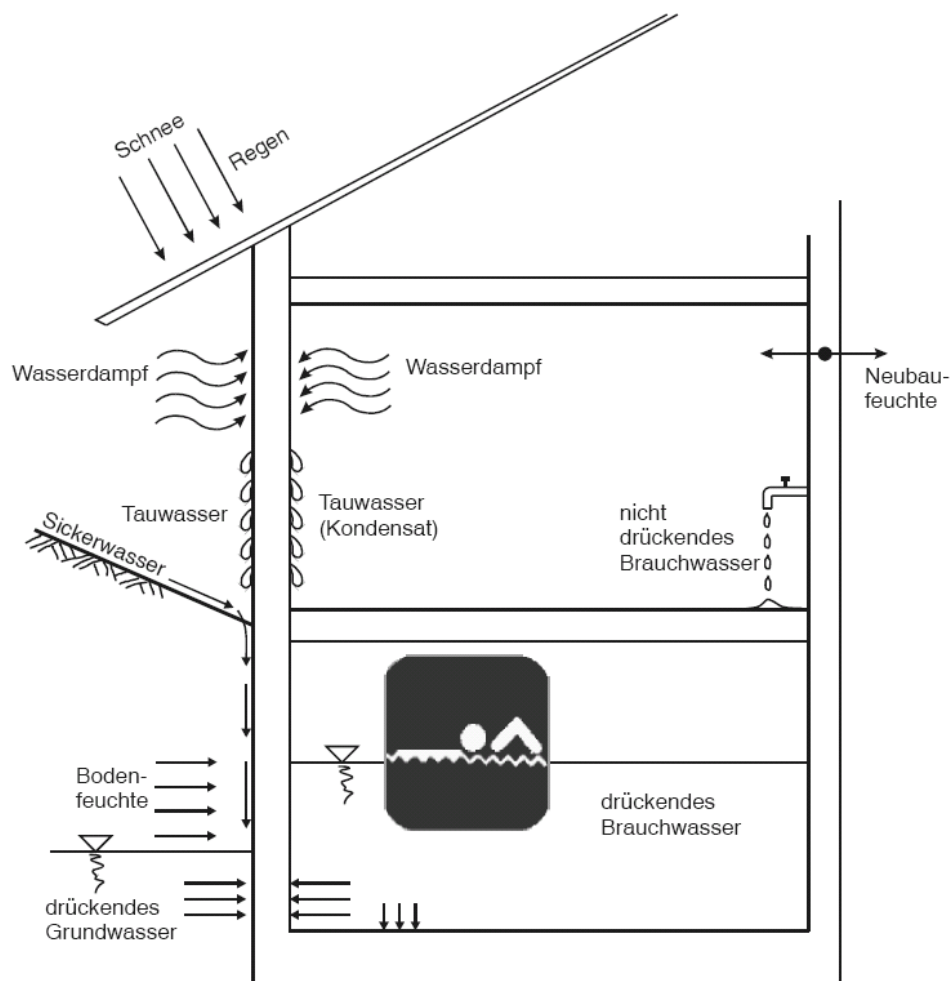 Schnee
Regen
Wasserdampf
Wasserdampf
Neubau-
feuchte
Tauwasser
Tauwasser
(Kondensat)
nicht
drückendes
Brauchwasser
Sickerwasser
Boden-
feuchte
drückendes
Brauchwasser
drückendes
Grundwasser